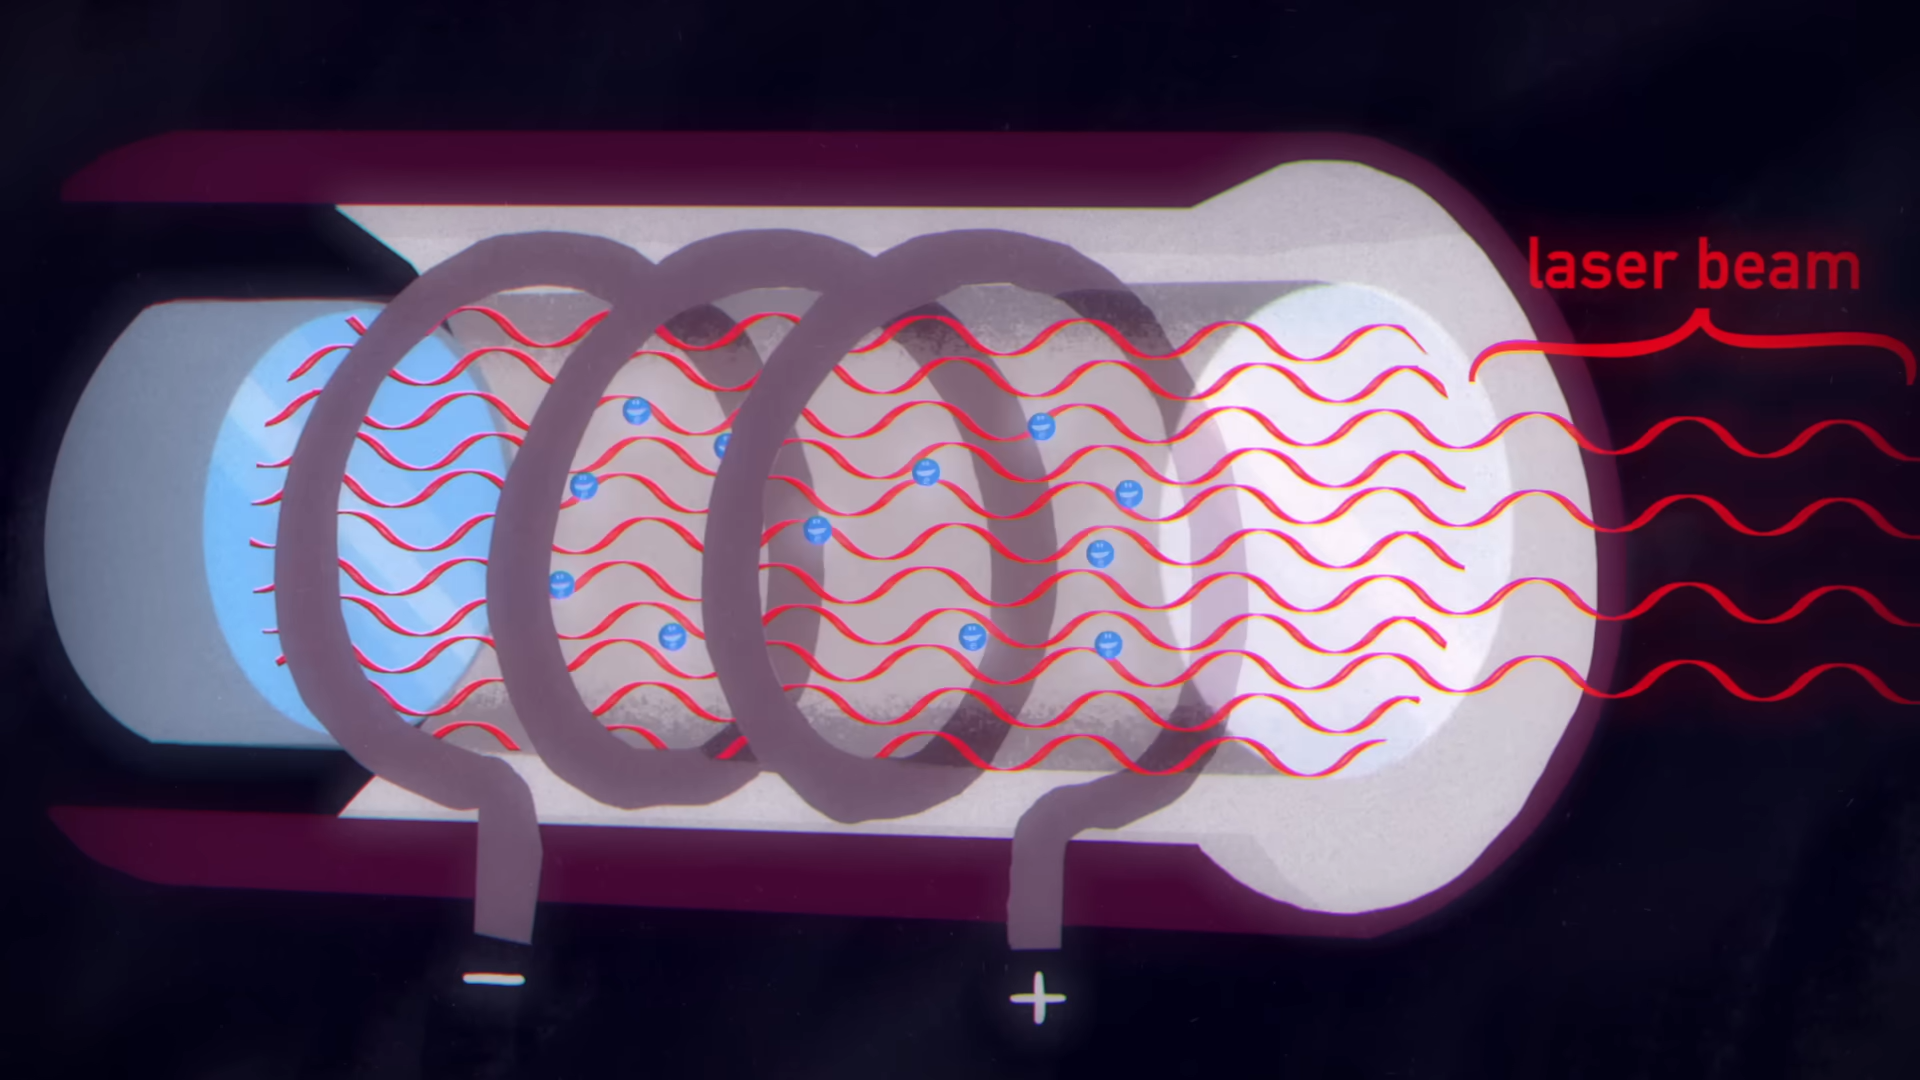 laser beam
−
+